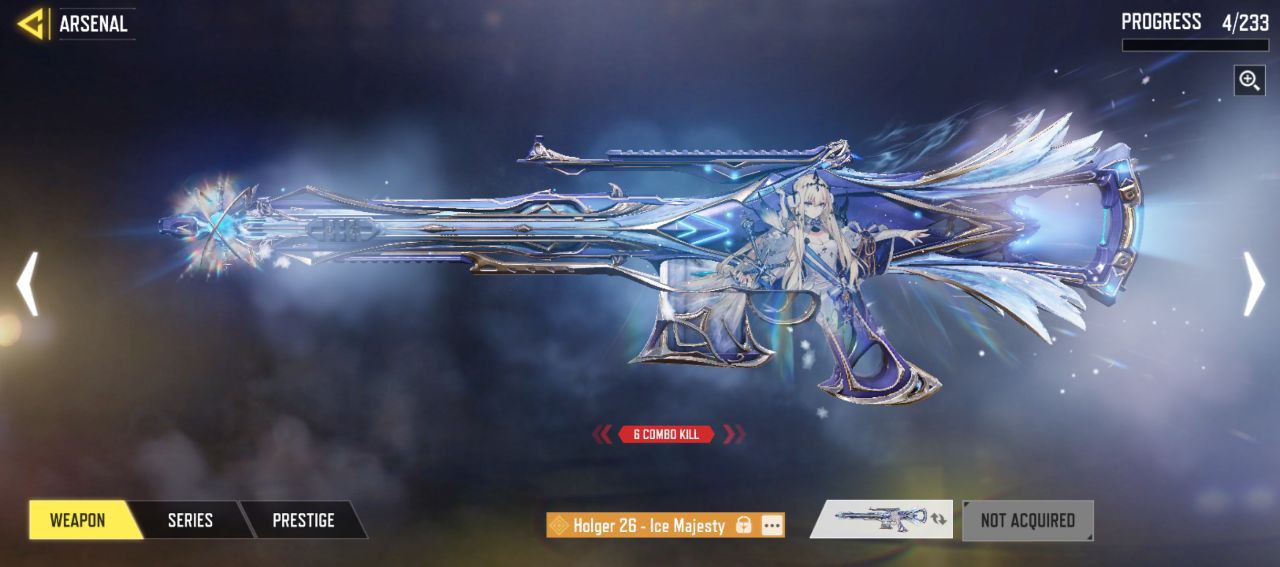 ARSENAL
PROGRESS 4/233
6 COMBO KILL
WEAPON
SERIES
PRESTIGE
Holger 26 - Ice Majesty
NOT ACQUIRED